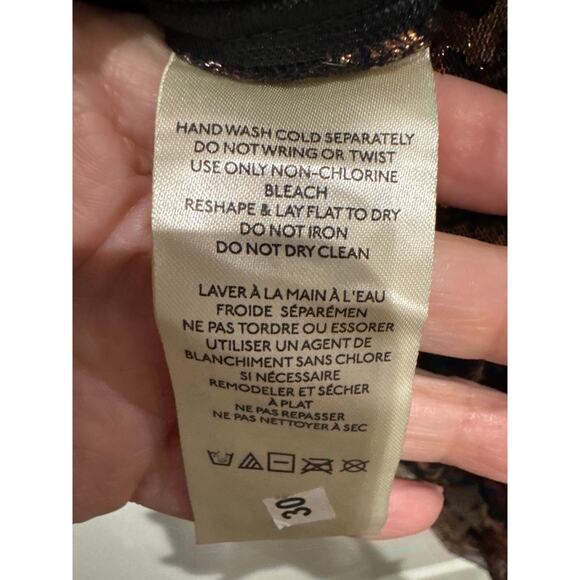 HAND WASH COLD SEPARATELY
DO NOT WRING OR TWIST
USE ONLY NON-CHLORINE
BLEACH
RESHAPE & LAY FLAT TO DRY
DO NOT IRON
DO NOT DRY CLEAN
LAVER À LA MAIN À L'EAU
FROIDE SÉPARÉMEN
NE PAS TORDRE OU ESSORER
UTILISER UN AGENT DE
BLANCHIMENT SANS CHLORE
SI NÉCESSAIRE
REMODELER ET SÉCHER
À PLAT
NE PAS REPASSER
NE PAS NETTOYER À SEC
30